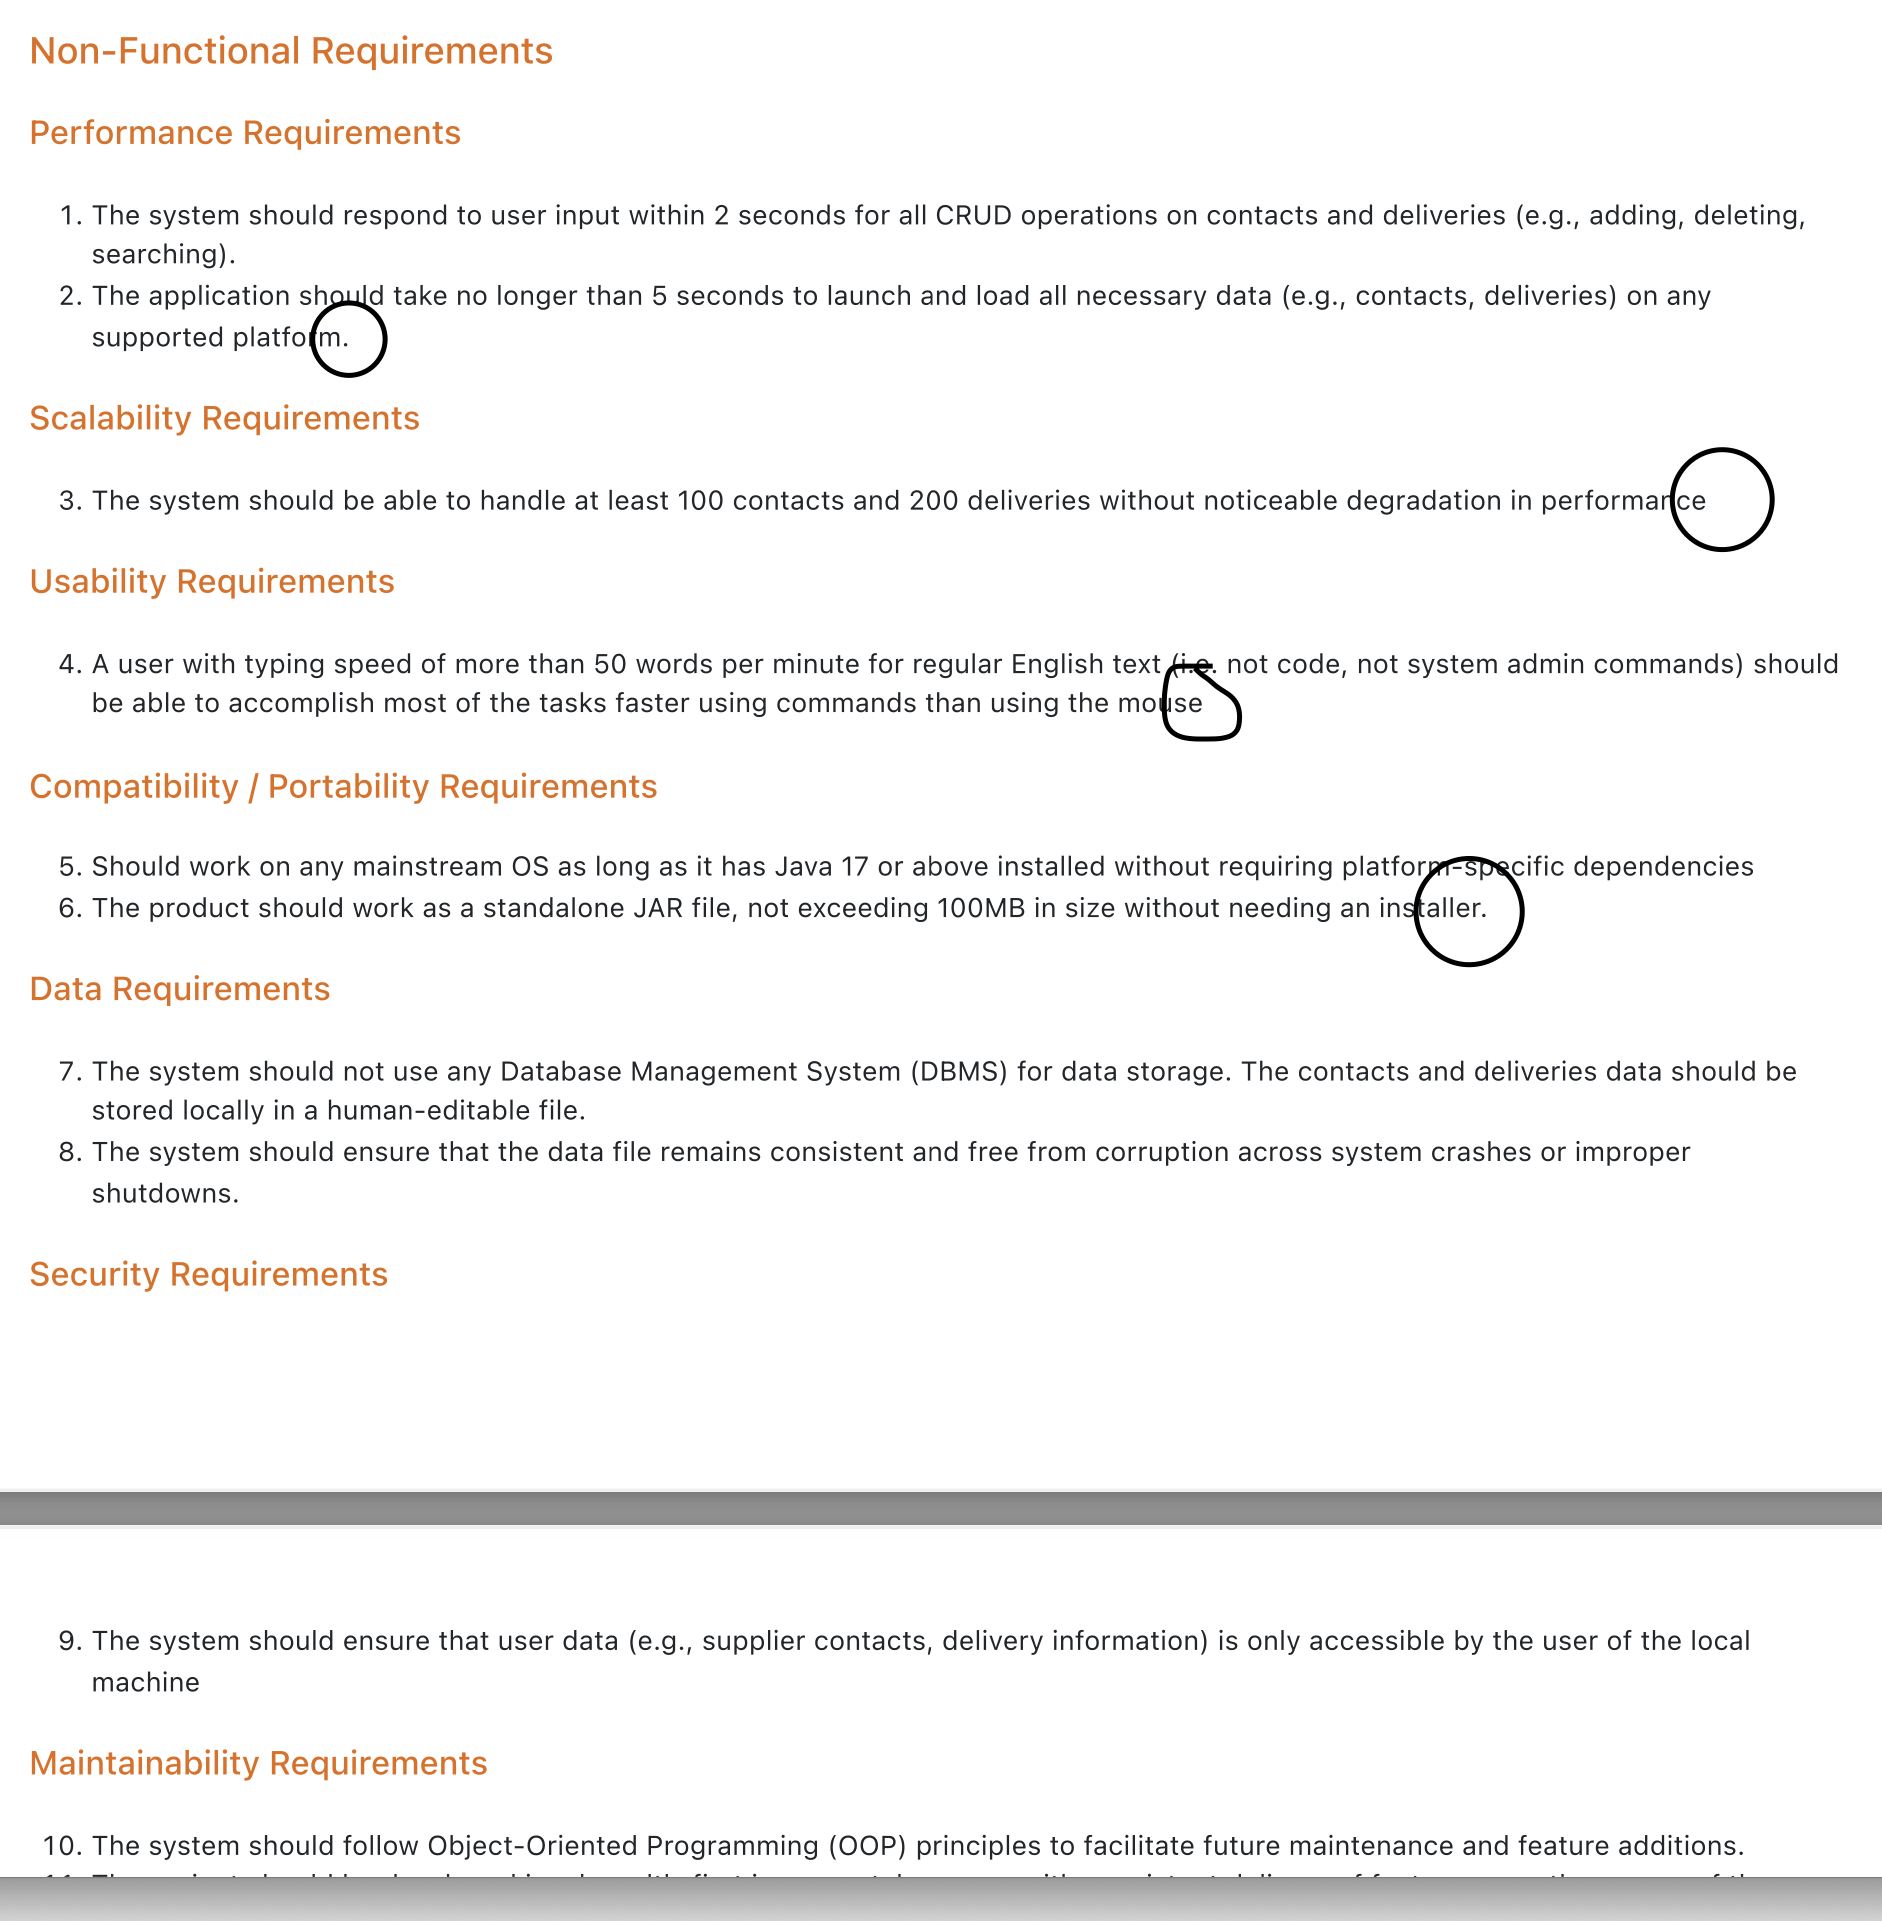 Non-Functional Requirements
Performance Requirements
1. The system should respond to user input within 2 seconds for all CRUD operations on contacts and deliveries (e.g., adding, deleting,
searching).
2. The application should take no longer than 5 seconds to launch and load all necessary data (e.g., contacts, deliveries) on any
supported platform.
Scalability Requirements
3. The system should be able to handle at least 100 contacts and 200 deliveries without noticeable degradation in performance
Usability Requirements
4. A user with typing speed of more than 50 words per minute for regular English text (i.e. not code, not system admin commands) should
be able to accomplish most of the tasks faster using commands than using the mouse
Compatibility / Portability Requirements
5. Should work on any mainstream OS as long as it has Java 17 or above installed without requiring platform-specific dependencies
6. The product should work as a standalone JAR file, not exceeding 100MB in size without needing an installer.
Data Requirements
7. The system should not use any Database Management System (DBMS) for data storage. The contacts and deliveries data should be
stored locally in a human-editable file.
8. The system should ensure that the data file remains consistent and free from corruption across system crashes or improper
shutdowns.
Security Requirements
9. The system should ensure that user data (e.g., supplier contacts, delivery information) is only accessible by the user of the local
machine
Maintainability Requirements
10. The system should follow Object-Oriented Programming (OOP) principles to facilitate future maintenance and feature additions.